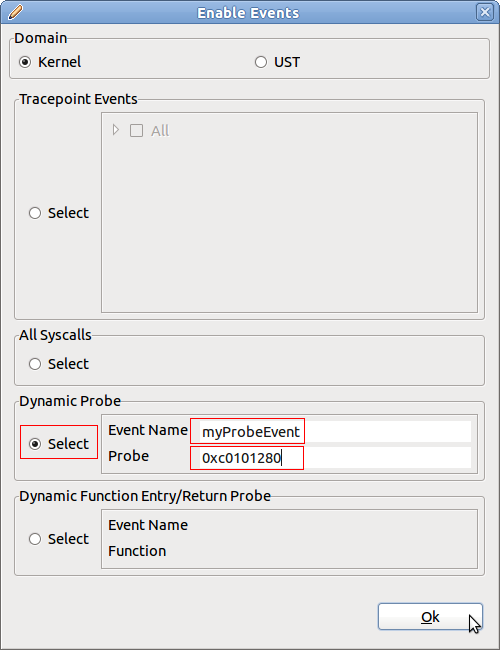 Enable Events
Domain
Kernel
UST
Tracepoint Events
All
Select
All Syscalls
Select
Dynamic Probe
Select
Event Name myProbeEvent
Probe 0xc0101280
Dynamic Function Entry/Return Probe
Select
Event Name
Function
Ok